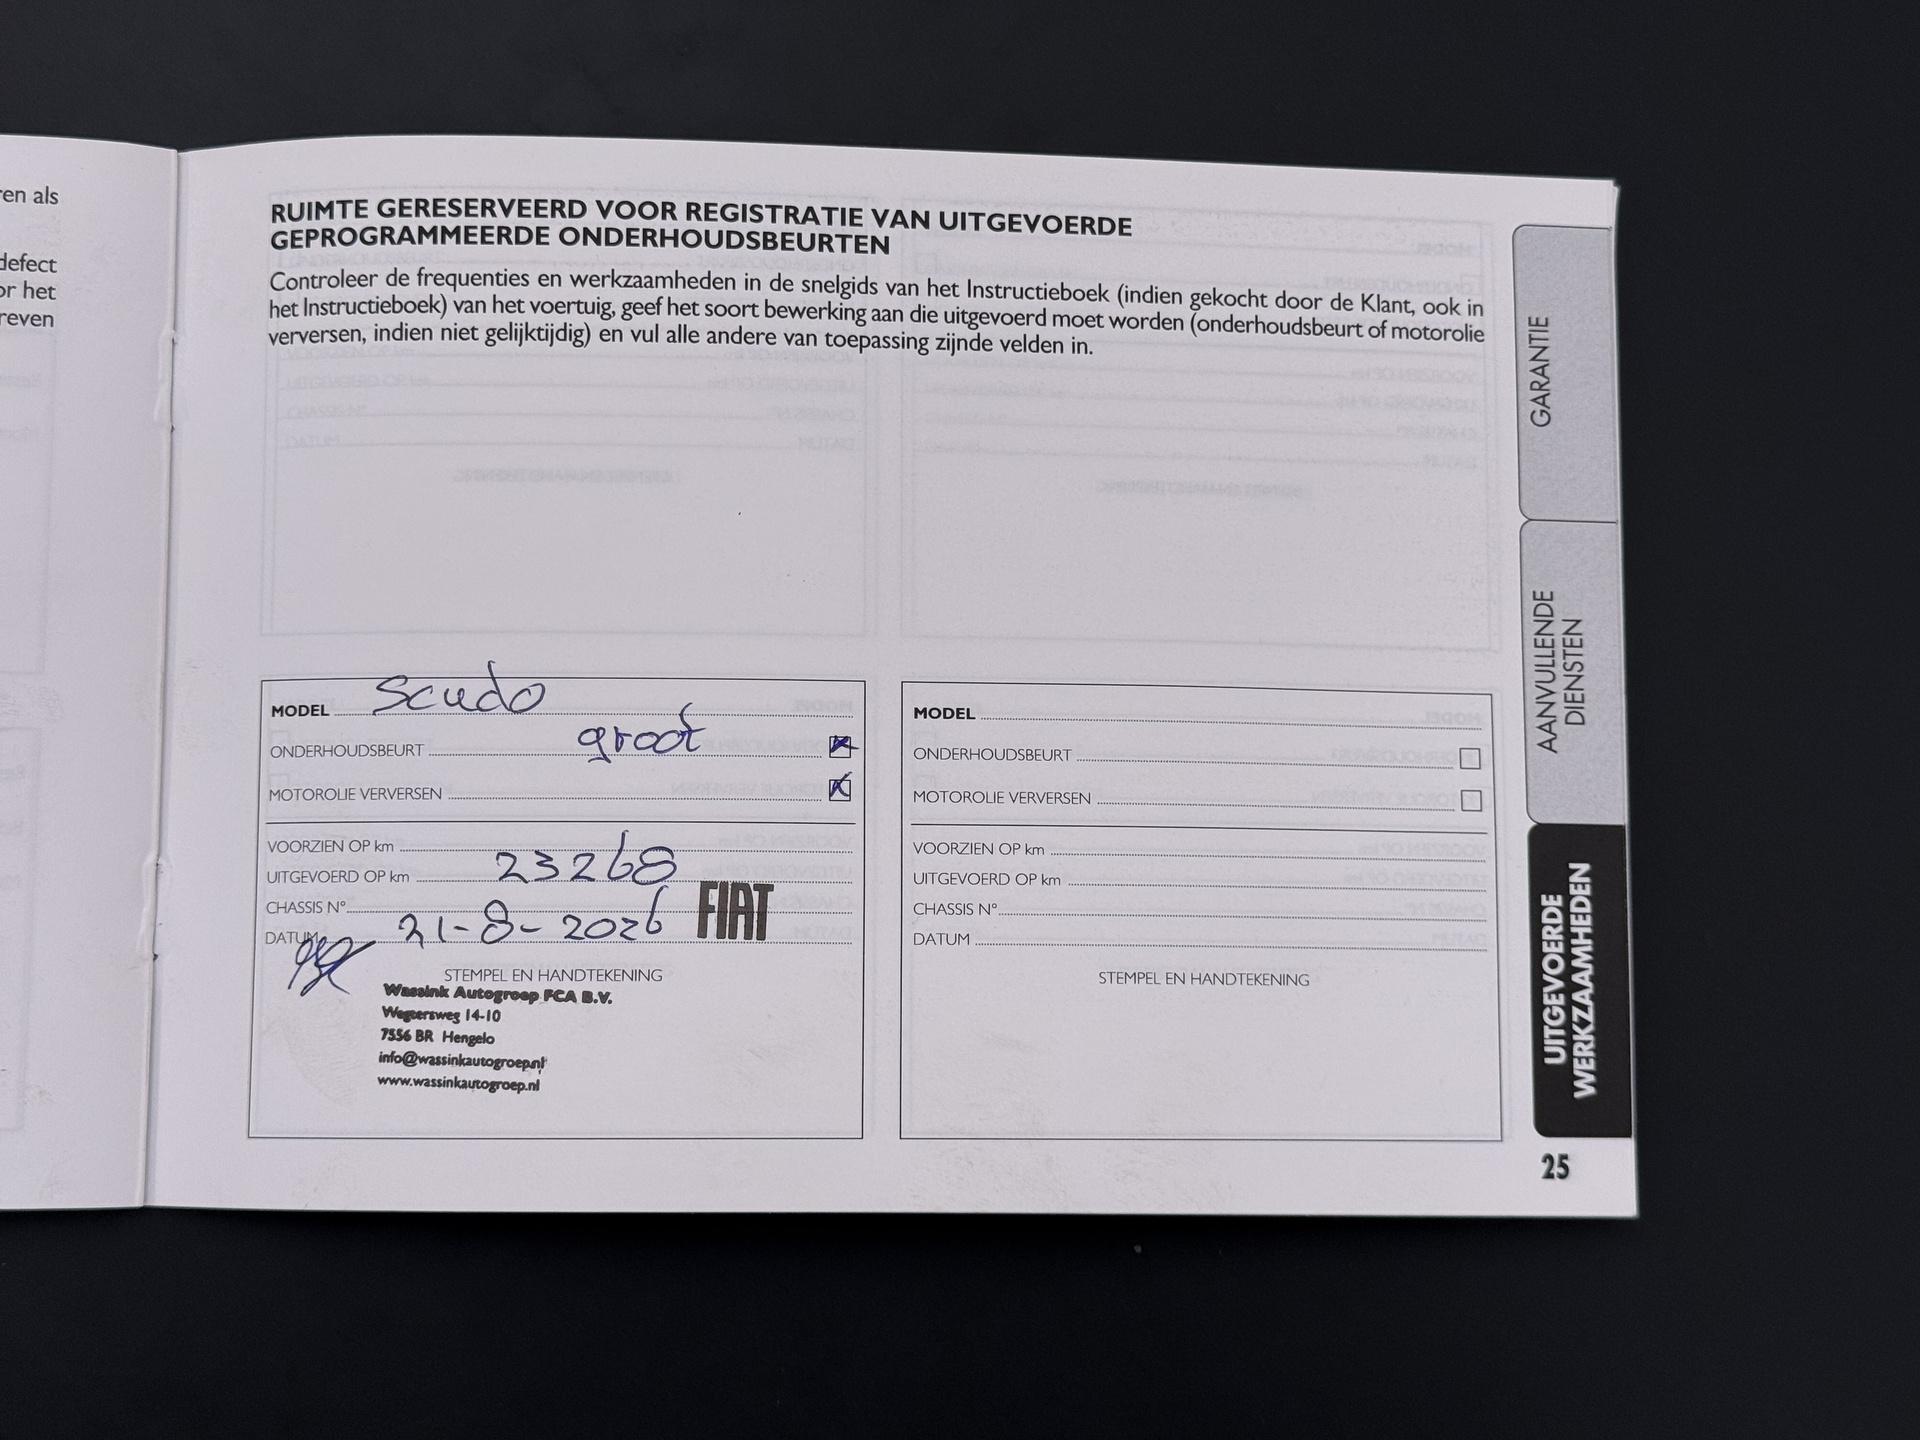 en als
defect
or het
reven
RUIMTE GERESERVEERD VOOR REGISTRATIE VAN UITGEVOERDE
GEPROGRAMMEERDE ONDERHOUDSBEURTEN
Controleer de frequenties en werkzaamheden in de snelgids van het Instructieboek (indien gekocht door de Klant, ook in
het Instructieboek) van het voertuig, geef het soort bewerking aan die uitgevoerd moet worden (onderhoudsbeurt of motorolie
verversen, indien niet gelijktijdig) en vul alle andere van toepassing zijnde velden in.
MODEL Scudo
ONDERHOUDSBEURT groot
MOTOROLIE VERVERSEN
VOORZIEN OP km
UITGEVOERD OP km 23268
CHASSIS N°
DATUM 21-8-2026
FIAT
STEMPEL EN HANDTEKENING
Wassink Autogroep FCA B.V.
Wegtersweg 14-10
7556 BR Hengelo
info@wassinkautogroep.nl
www.wassinkautogroep.nl
MODEL
ONDERHOUDSBEURT
MOTOROLIE VERVERSEN
VOORZIEN OP km
UITGEVOERD OP km
CHASSIS N°
DATUM
STEMPEL EN HANDTEKENING
GARANTIE
AANVULLENDE
DIENSTEN
UITGEVOERDE
WERKZAAMHEDEN
25